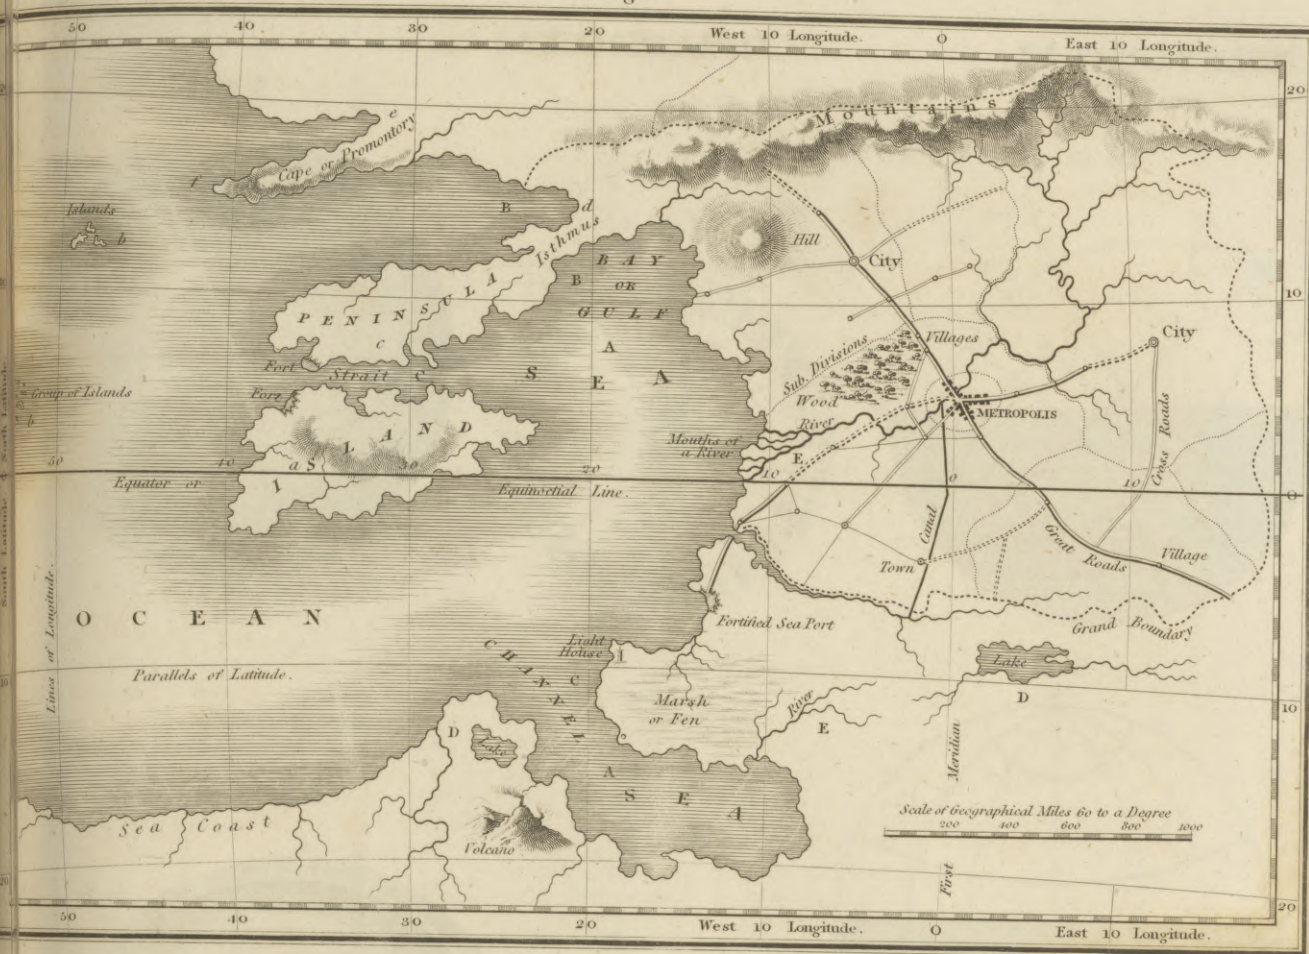 50 40 30 20 West 10 Longitude. 0 East 10 Longitude.
20
Mountains
e
Cape or Promontory
f
Islands
b
B
d
Isthmus
Hill
City
BAY
OR
GULF
B
PENINSULA
c
10
City
Fort
Strait C
A
SEA
Sub. Divisions
Villages
Wood
METROPOLIS
Group of Islands
b
Fort
ISLAND
a
River
Mouths of
a River
E
Cross Roads
50 40 30 20 10 0 10 0
Equator or Equinoctial Line.
Canal
Great Roads
Village
Town
OCEAN
Lines of Longitude.
Fortified Sea Port
Grand Boundary
Light
House
CHANNEL
C
Lake
D
Parallels of Latitude.
Marsh
or Fen
River
E
10
D
Lake
A
SEA
A
Meridian
Sea Coast
Volcano
Scale of Geographical Miles 60 to a Degree
200 400 600 800 1000
First
20
50 40 30 20 West 10 Longitude. 0 East 10 Longitude.